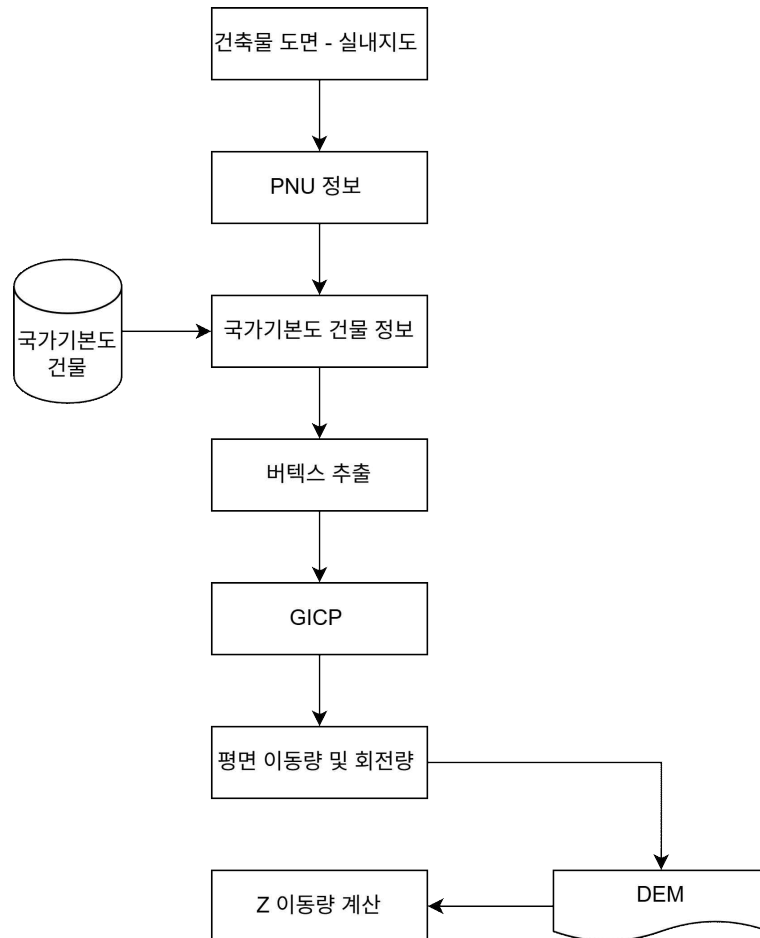 건축물 도면 - 실내지도
PNU 정보
국가기본도
건물
국가기본도 건물 정보
버텍스 추출
GICP
평면 이동량 및 회전량
DEM
Z 이동량 계산